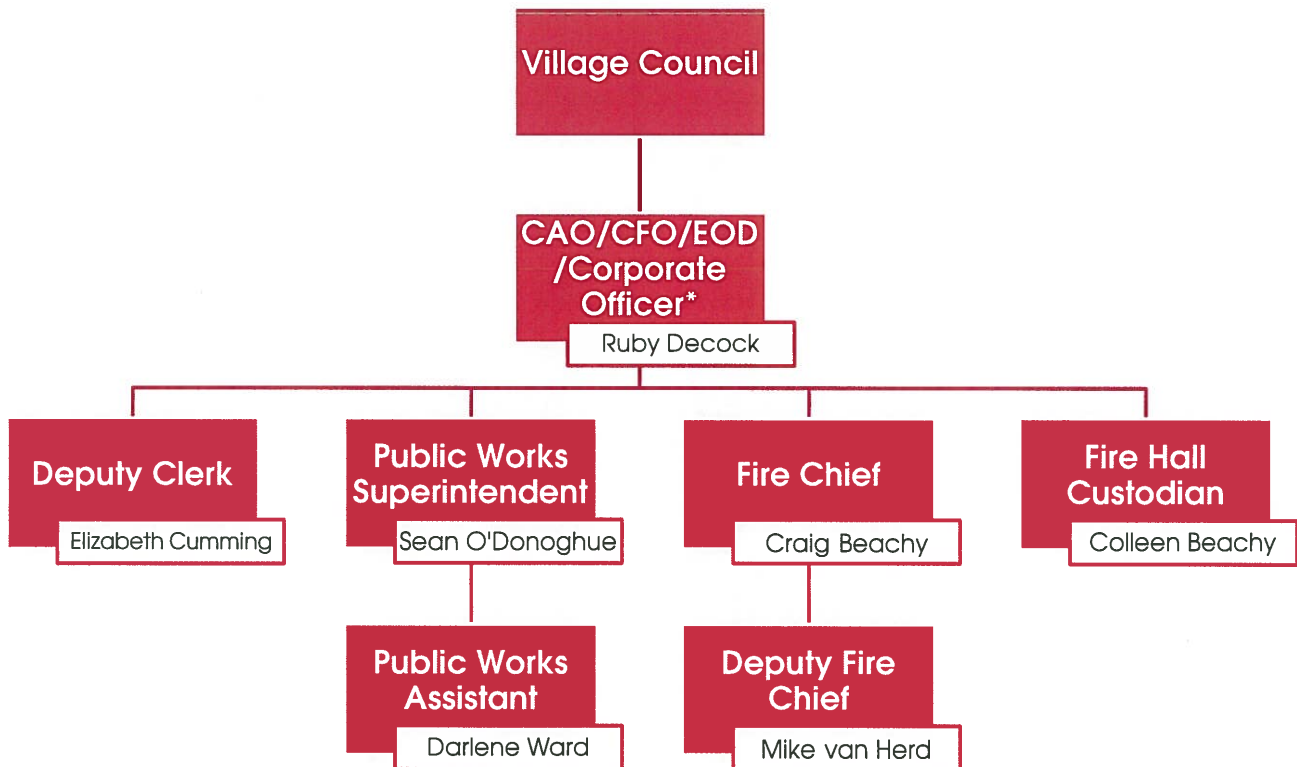 Village Council
CAO/CFO/EOD
/Corporate
Officer*
Ruby Decock
Deputy Clerk
Elizabeth Cumming
Public Works
Superintendent
Sean O'Donoghue
Fire Chief
Craig Beachy
Fire Hall
Custodian
Colleen Beachy
Public Works
Assistant
Darlene Ward
Deputy Fire
Chief
Mike van Herd